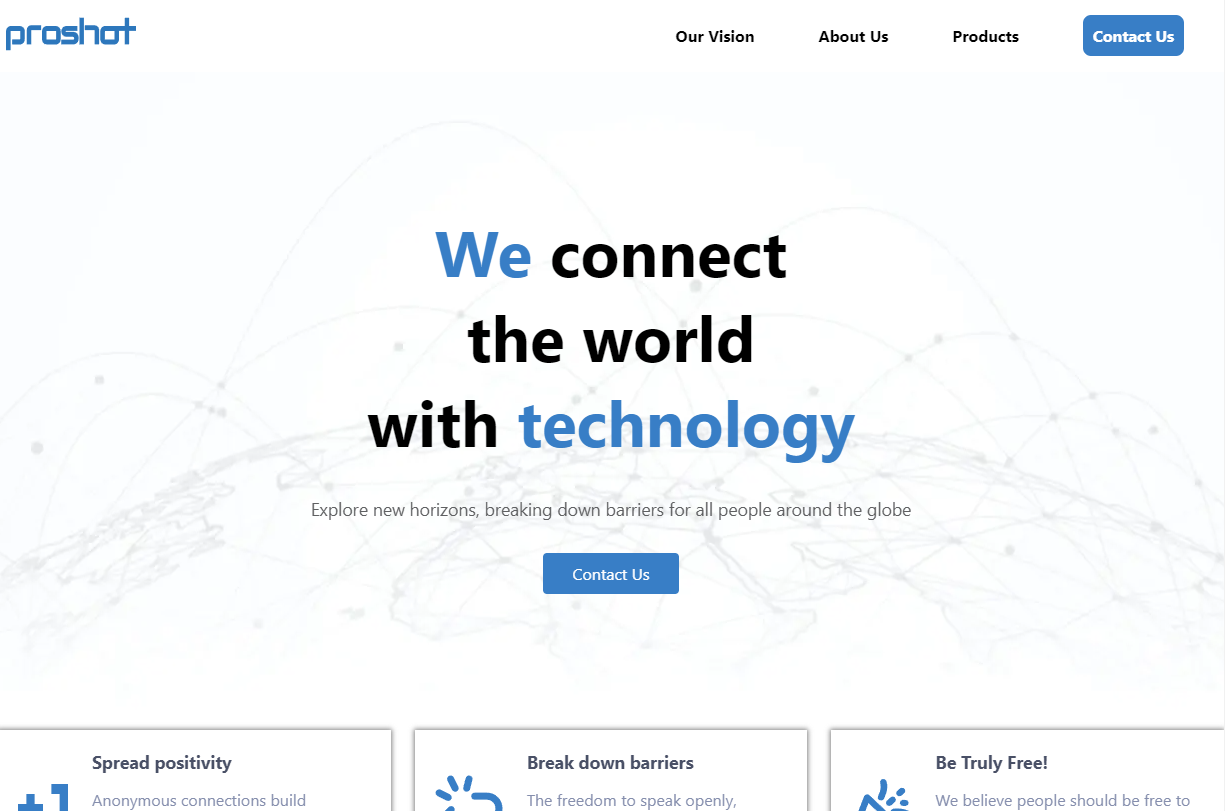 proshot
Our Vision
About Us
Products
Contact Us
We connect
the world
with technology
Explore new horizons, breaking down barriers for all people around the globe
Contact Us
Spread positivity
Anonymous connections build
Break down barriers
The freedom to speak openly,
Be Truly Free!
We believe people should be free to